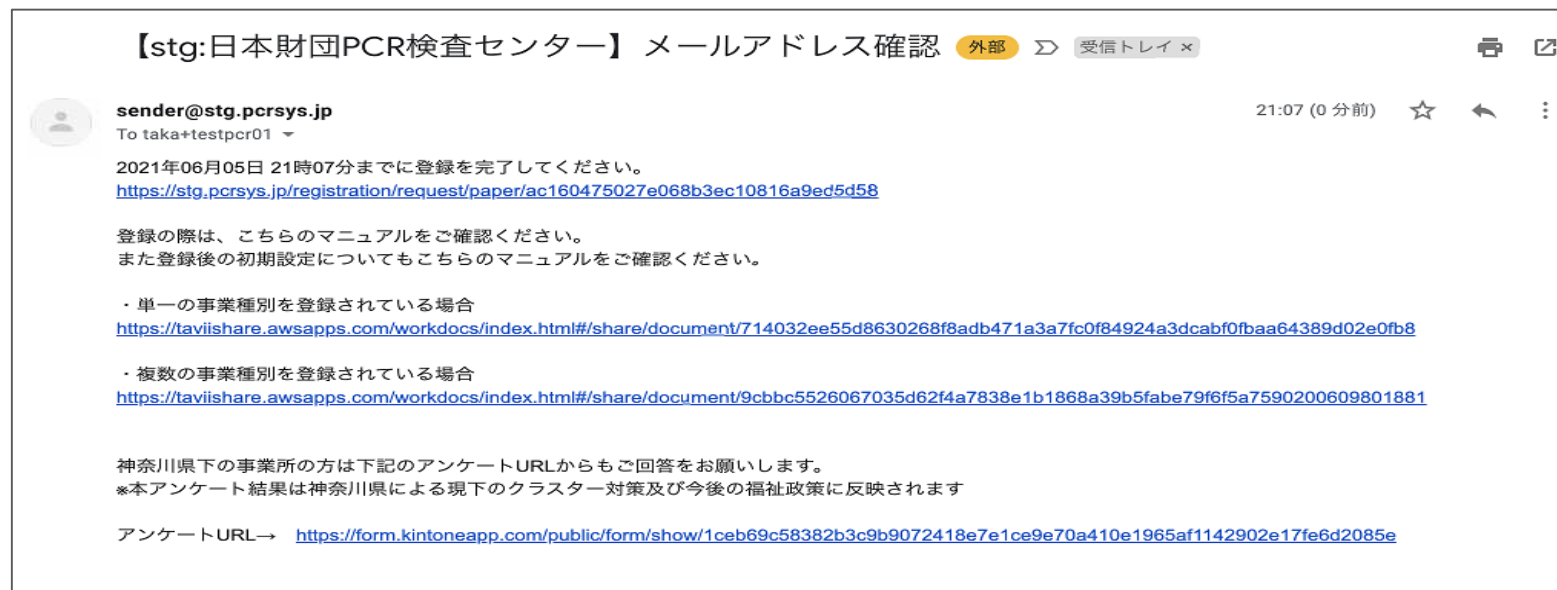 【stg:日本財団PCR検査センター】メールアドレス確認 外部 受信トレイ ×
sender@stg.pcrsys.jp 21:07 (0 分前)
To taka+testpcr01
2021年06月05日 21時07分までに登録を完了してください。
https://stg.pcrsys.jp/registration/request/paper/ac160475027e068b3ec10816a9ed5d58
登録の際は、こちらのマニュアルをご確認ください。
また登録後の初期設定についてもこちらのマニュアルをご確認ください。
・単一の事業種別を登録されている場合
https://taviishare.awsapps.com/workdocs/index.html#/share/document/714032ee55d8630268f8adb471a3a7fc0f84924a3dcabf0fbaa64389d02e0fb8
・複数の事業種別を登録されている場合
https://taviishare.awsapps.com/workdocs/index.html#/share/document/9cbbc5526067035d62f4a7838e1b1868a39b5fabe79f6f5a7590200609801881
神奈川県下の事業所の方は下記のアンケートURLからもご回答をお願いします。
※本アンケート結果は神奈川県による現下のクラスター対策及び今後の福祉政策に反映されます
アンケートURL→ https://form.kintoneapp.com/public/form/show/1ceb69c58382b3c9b9072418e7e1ce9e70a410e1965af1142902e17fe6d2085e